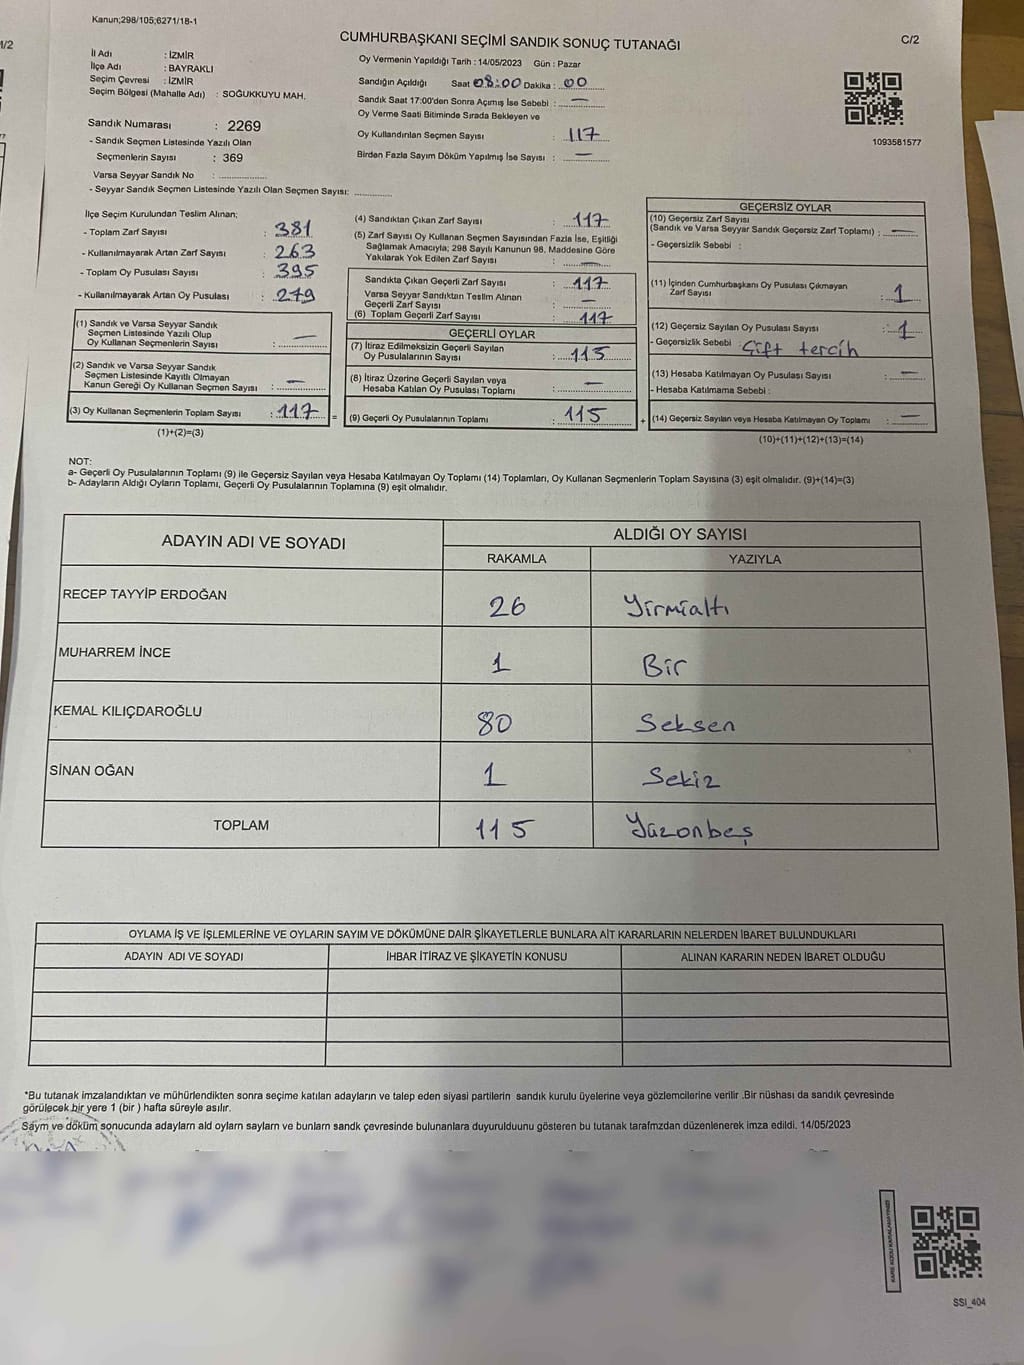 Kanun;298/105;6271/18-1
CUMHURBAŞKANI SEÇİMİ SANDIK SONUÇ TUTANAĞI
C/2
İl Adı : İZMİR
İlçe Adı : BAYRAKLI
Seçim Çevresi : İZMİR
Seçim Bölgesi (Mahalle Adı) : SOĞUKKUYU MAH.
Sandık Numarası : 2269
- Sandık Seçmen Listesinde Yazılı Olan
Seçmenlerin Sayısı : 369
Varsa Seyyar Sandık No :
- Seyyar Sandık Seçmen Listesinde Yazılı Olan Seçmen Sayısı:
Oy Vermenin Yapıldığı Tarih : 14/05/2023 Gün : Pazar
Sandığın Açıldığı Saat 08:00 Dakika : 00
Sandık Saat 17:00'den Sonra Açımış İse Sebebi : —
Oy Verme Saati Bitiminde Sırada Bekleyen ve
Oy Kullandırılan Seçmen Sayısı : 117
Birden Fazla Sayım Döküm Yapılmış İse Sayısı : —
1093581577
İlçe Seçim Kurulundan Teslim Alınan;
- Toplam Zarf Sayısı : 381
- Kullanılmayarak Artan Zarf Sayısı : 263
- Toplam Oy Pusulası Sayısı : 395
- Kullanılmayarak Artan Oy Pusulası : 279
(1) Sandık ve Varsa Seyyar Sandık
Seçmen Listesinde Yazılı Olup
Oy Kullanan Seçmenlerin Sayısı : —
(2) Sandık ve Varsa Seyyar Sandık
Seçmen Listesinde Kayıtlı Olmayan
Kanun Gereği Oy Kullanan Seçmen Sayısı : —
(3) Oy Kullanan Seçmenlerin Toplam Sayısı : 117 =
(1)+(2)=(3)
(4) Sandıktan Çıkan Zarf Sayısı : 117
(5) Zarf Sayısı Oy Kullanan Seçmen Sayısından Fazla İse, Eşitliği
Sağlamak Amacıyla; 298 Sayılı Kanunun 98. Maddesine Göre
Yakılarak Yok Edilen Zarf Sayısı : —
Sandıkta Çıkan Geçerli Zarf Sayısı : 117
Varsa Seyyar Sandıktan Teslim Alınan
Geçerli Zarf Sayısı : —
(6) Toplam Geçerli Zarf Sayısı : 117
GEÇERLİ OYLAR
(7) İtiraz Edilmeksizin Geçerli Sayılan
Oy Pusulalarının Sayısı : 115
(8) İtiraz Üzerine Geçerli Sayılan veya
Hesaba Katılan Oy Pusulaları Toplamı : —
(9) Geçerli Oy Pusulalarının Toplamı : 115 +
GEÇERSİZ OYLAR
(10) Geçersiz Zarf Sayısı
(Sandık ve Varsa Seyyar Sandık Geçersiz Zarf Toplamı) : —
- Geçersizlik Sebebi :
(11) İçinden Cumhurbaşkanı Oy Pusulası Çıkmayan
Zarf Sayısı : 1
(12) Geçersiz Sayılan Oy Pusulası Sayısı : 1
- Geçersizlik Sebebi : Çift tercih
(13) Hesaba Katılmayan Oy Pusulası Sayısı : —
- Hesaba Katılmama Sebebi :
(14) Geçersiz Sayılan veya Hesaba Katılmayan Oy Toplamı : —
(10)+(11)+(12)+(13)=(14)
NOT:
a- Geçerli Oy Pusulalarının Toplamı (9) ile Geçersiz Sayılan veya Hesaba Katılmayan Oy Toplamı (14) Toplamları, Oy Kullanan Seçmenlerin Toplam Sayısına (3) eşit olmalıdır. (9)+(14)=(3)
b- Adayların Aldığı Oyların Toplamı, Geçerli Oy Pusulalarının Toplamına (9) eşit olmalıdır.
ADAYIN ADI VE SOYADI ALDIĞI OY SAYISI
RAKAMLA YAZIYLA
RECEP TAYYİP ERDOĞAN 26 Yirmialtı
MUHARREM İNCE 1 Bir
KEMAL KILIÇDAROĞLU 80 Seksen
SİNAN OĞAN 1 Sekiz
TOPLAM 115 Yüzonbeş
OYLAMA İŞ VE İŞLEMLERİNE VE OYLARIN SAYIM VE DÖKÜMÜNE DAİR ŞİKAYETLERLE BUNLARA AİT KARARLARIN NELERDEN İBARET BULUNDUKLARI
ADAYIN ADI VE SOYADI İHBAR İTİRAZ VE ŞİKAYETİN KONUSU ALINAN KARARIN NEDEN İBARET OLDUĞU
*Bu tutanak imzalandıktan ve mühürlendikten sonra seçime katılan adayların ve talep eden siyasi partilerin sandık kurulu üyelerine veya gözlemcilerine verilir .Bir nüshası da sandık çevresinde
görülecek bir yere 1 (bir ) hafta süreyle asılır.
Saym ve döküm sonucunda adaylarn ald oylarn saylarn ve bunlarn sandk çevresinde bulunanlara duyurulduunu gösteren bu tutanak tarafmzdan düzenlenerek imza edildi. 14/05/2023
SSI_404